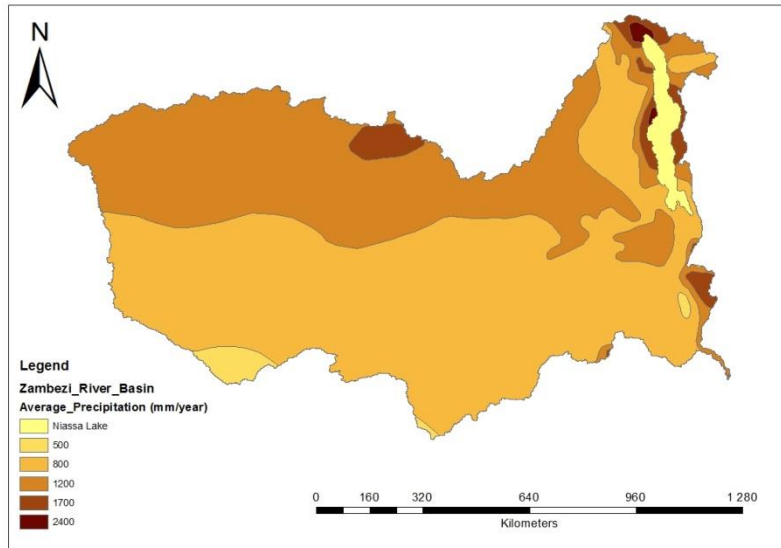 N
Legend
Zambezi_River_Basin
Average_Precipitation (mm/year)
Niassa Lake
500
800
1200
1700
2400
0 160 320 640 960 1.280
Kilometers